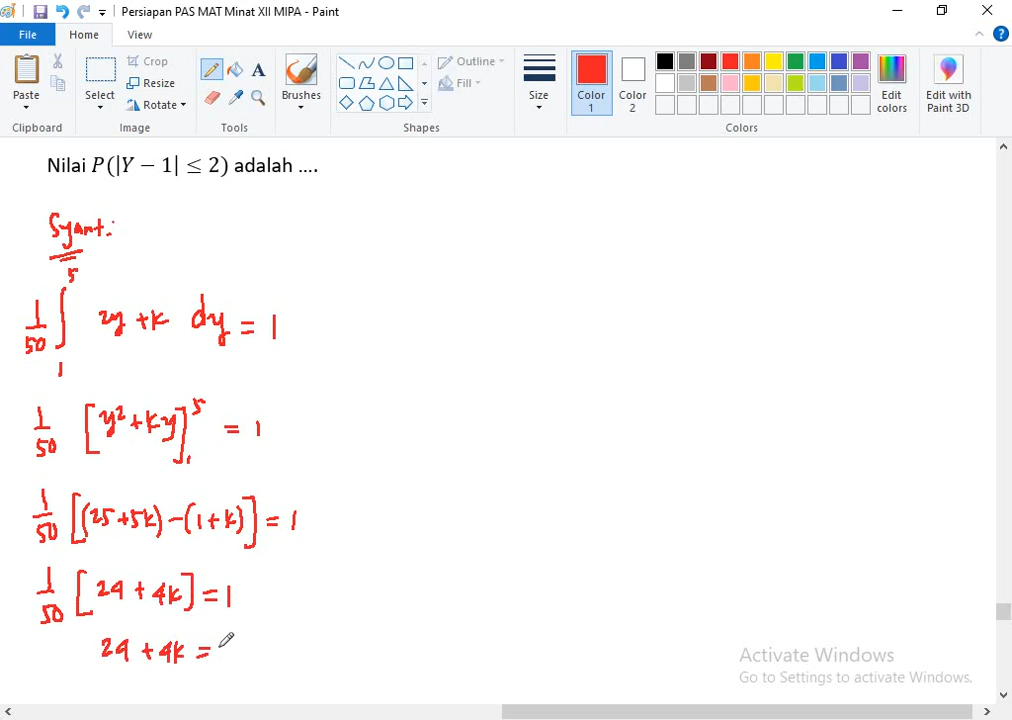 Persiapan PAS MAT Minat XII MIPA - Paint
File Home View
Paste
Clipboard
Select
Crop
Resize
Rotate
Image
A
Tools
Brushes
Outline
Fill
Shapes
Size
Color 1
Color 2
Edit colors
Colors
Edit with Paint 3D
Nilai P(|Y − 1| ≤ 2) adalah ....
Syarat:
1/50 ∫₁⁵ 2y + k dy = 1
1/50 [y² + ky]₁⁵ = 1
1/50 [(25 + 5k) − (1 + k)] = 1
1/50 [24 + 4k] = 1
24 + 4k =
Activate Windows
Go to Settings to activate Windows.